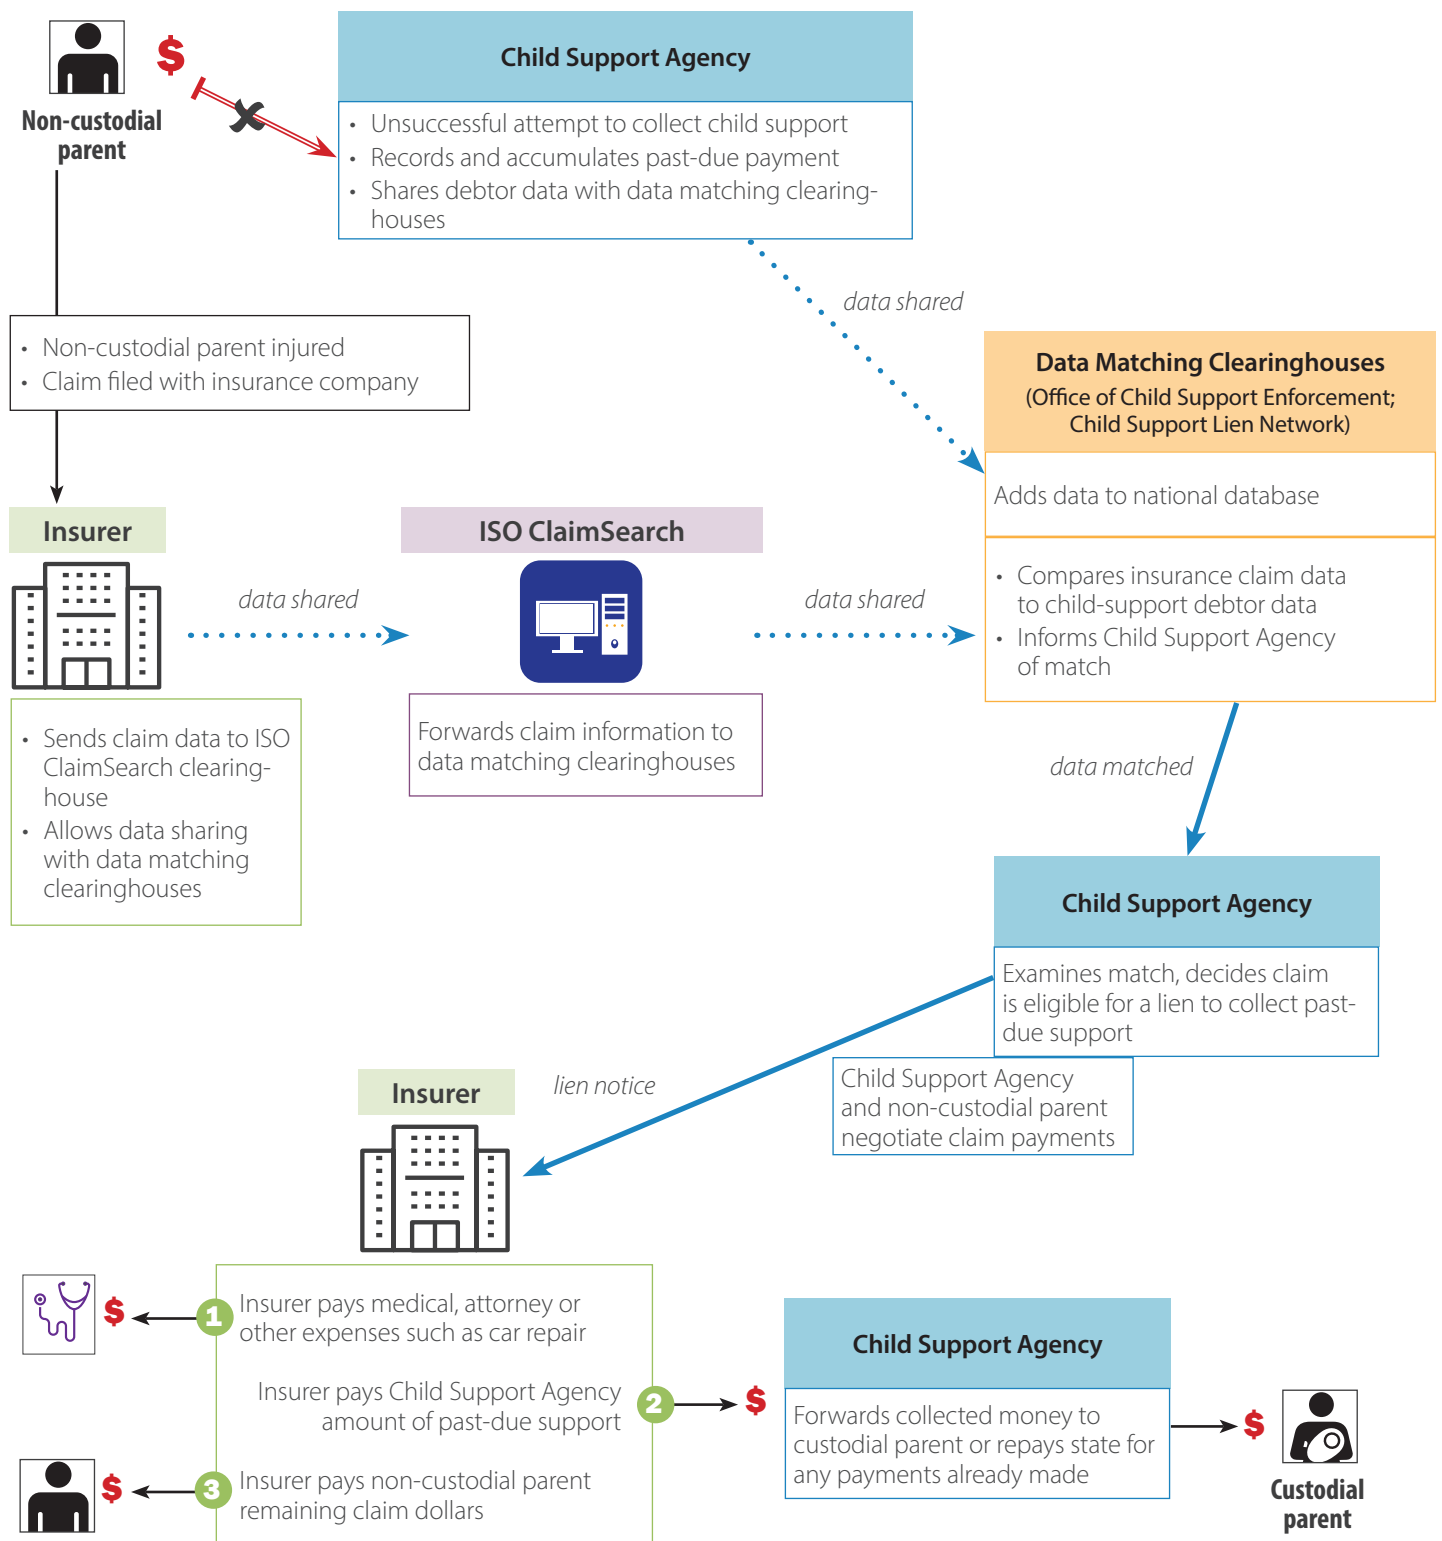 $
Non-custodial
parent
Child Support Agency
• Unsuccessful attempt to collect child support
• Records and accumulates past-due payment
• Shares debtor data with data matching clearing-
houses
data shared
• Non-custodial parent injured
• Claim filed with insurance company
Data Matching Clearinghouses
(Office of Child Support Enforcement;
Child Support Lien Network)
Adds data to national database
• Compares insurance claim data
to child-support debtor data
• Informs Child Support Agency
of match
Insurer
data shared
ISO ClaimSearch
data shared
• Sends claim data to ISO
ClaimSearch clearing-
house
• Allows data sharing
with data matching
clearinghouses
Forwards claim information to
data matching clearinghouses
data matched
Child Support Agency
Examines match, decides claim
is eligible for a lien to collect past-
due support
Child Support Agency
and non-custodial parent
negotiate claim payments
lien notice
Insurer
$
1 Insurer pays medical, attorney or
other expenses such as car repair
Insurer pays Child Support Agency 2
amount of past-due support
$
$
3 Insurer pays non-custodial parent
remaining claim dollars
Child Support Agency
Forwards collected money to
custodial parent or repays state for
any payments already made
$
Custodial
parent